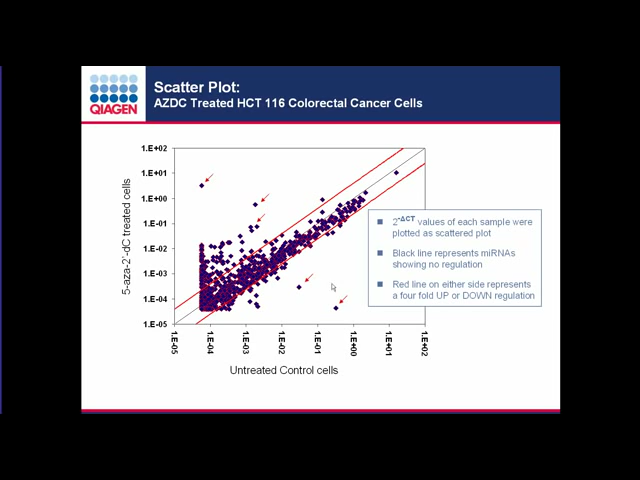 Scatter Plot:
AZDC Treated HCT 116 Colorectal Cancer Cells
QIAGEN
1.E+02
1.E+01
1.E+00
1.E-01
1.E-02
1.E-03
1.E-04
1.E-05
5-aza-2'-dC treated cells
1.E-05
1.E-04
1.E-03
1.E-02
1.E-01
1.E+00
1.E+01
1.E+02
Untreated Control cells
2^-ΔCT values of each sample were
plotted as scattered plot
Black line represents miRNAs
showing no regulation
Red line on either side represents
a four fold UP or DOWN regulation